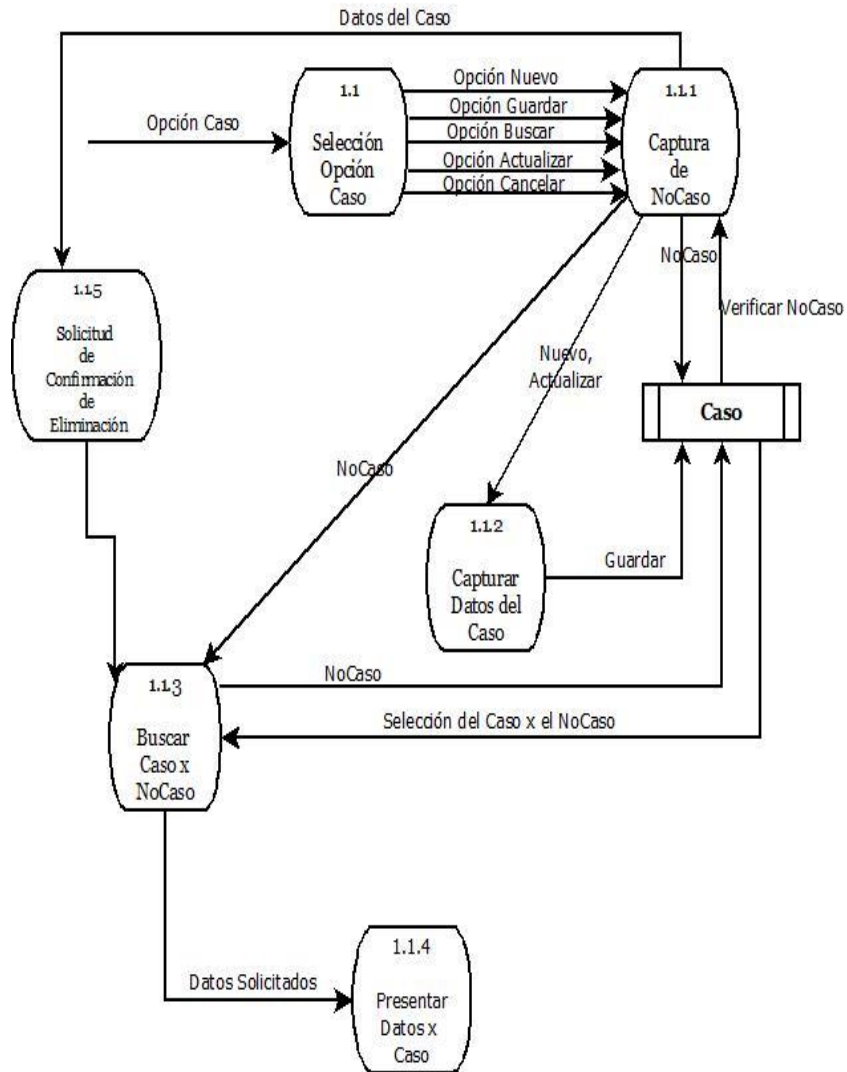 Datos del Caso
1.1
Selección
Opción
Caso
Opción Caso
Opción Nuevo
Opción Guardar
Opción Buscar
Opción Actualizar
Opción Cancelar
1.1.1
Captura
de
NoCaso
NoCaso
Verificar NoCaso
1.1.5
Solicitud
de
Confirmación
de
Eliminación
Nuevo,
Actualizar
Caso
NoCaso
1.1.2
Capturar
Datos del
Caso
Guardar
1.1.3
Buscar
Caso x
NoCaso
NoCaso
Selección del Caso x el NoCaso
Datos Solicitados
1.1.4
Presentar
Datos x
Caso